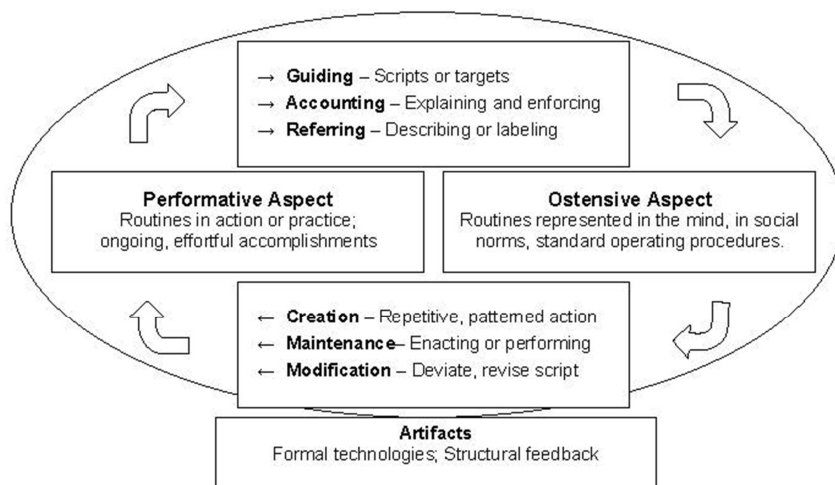 → Guiding – Scripts or targets
→ Accounting – Explaining and enforcing
→ Referring – Describing or labeling
Performative Aspect
Routines in action or practice;
ongoing, effortful accomplishments
Ostensive Aspect
Routines represented in the mind, in social
norms, standard operating procedures.
← Creation – Repetitive, patterned action
← Maintenance– Enacting or performing
← Modification – Deviate, revise script
Artifacts
Formal technologies; Structural feedback